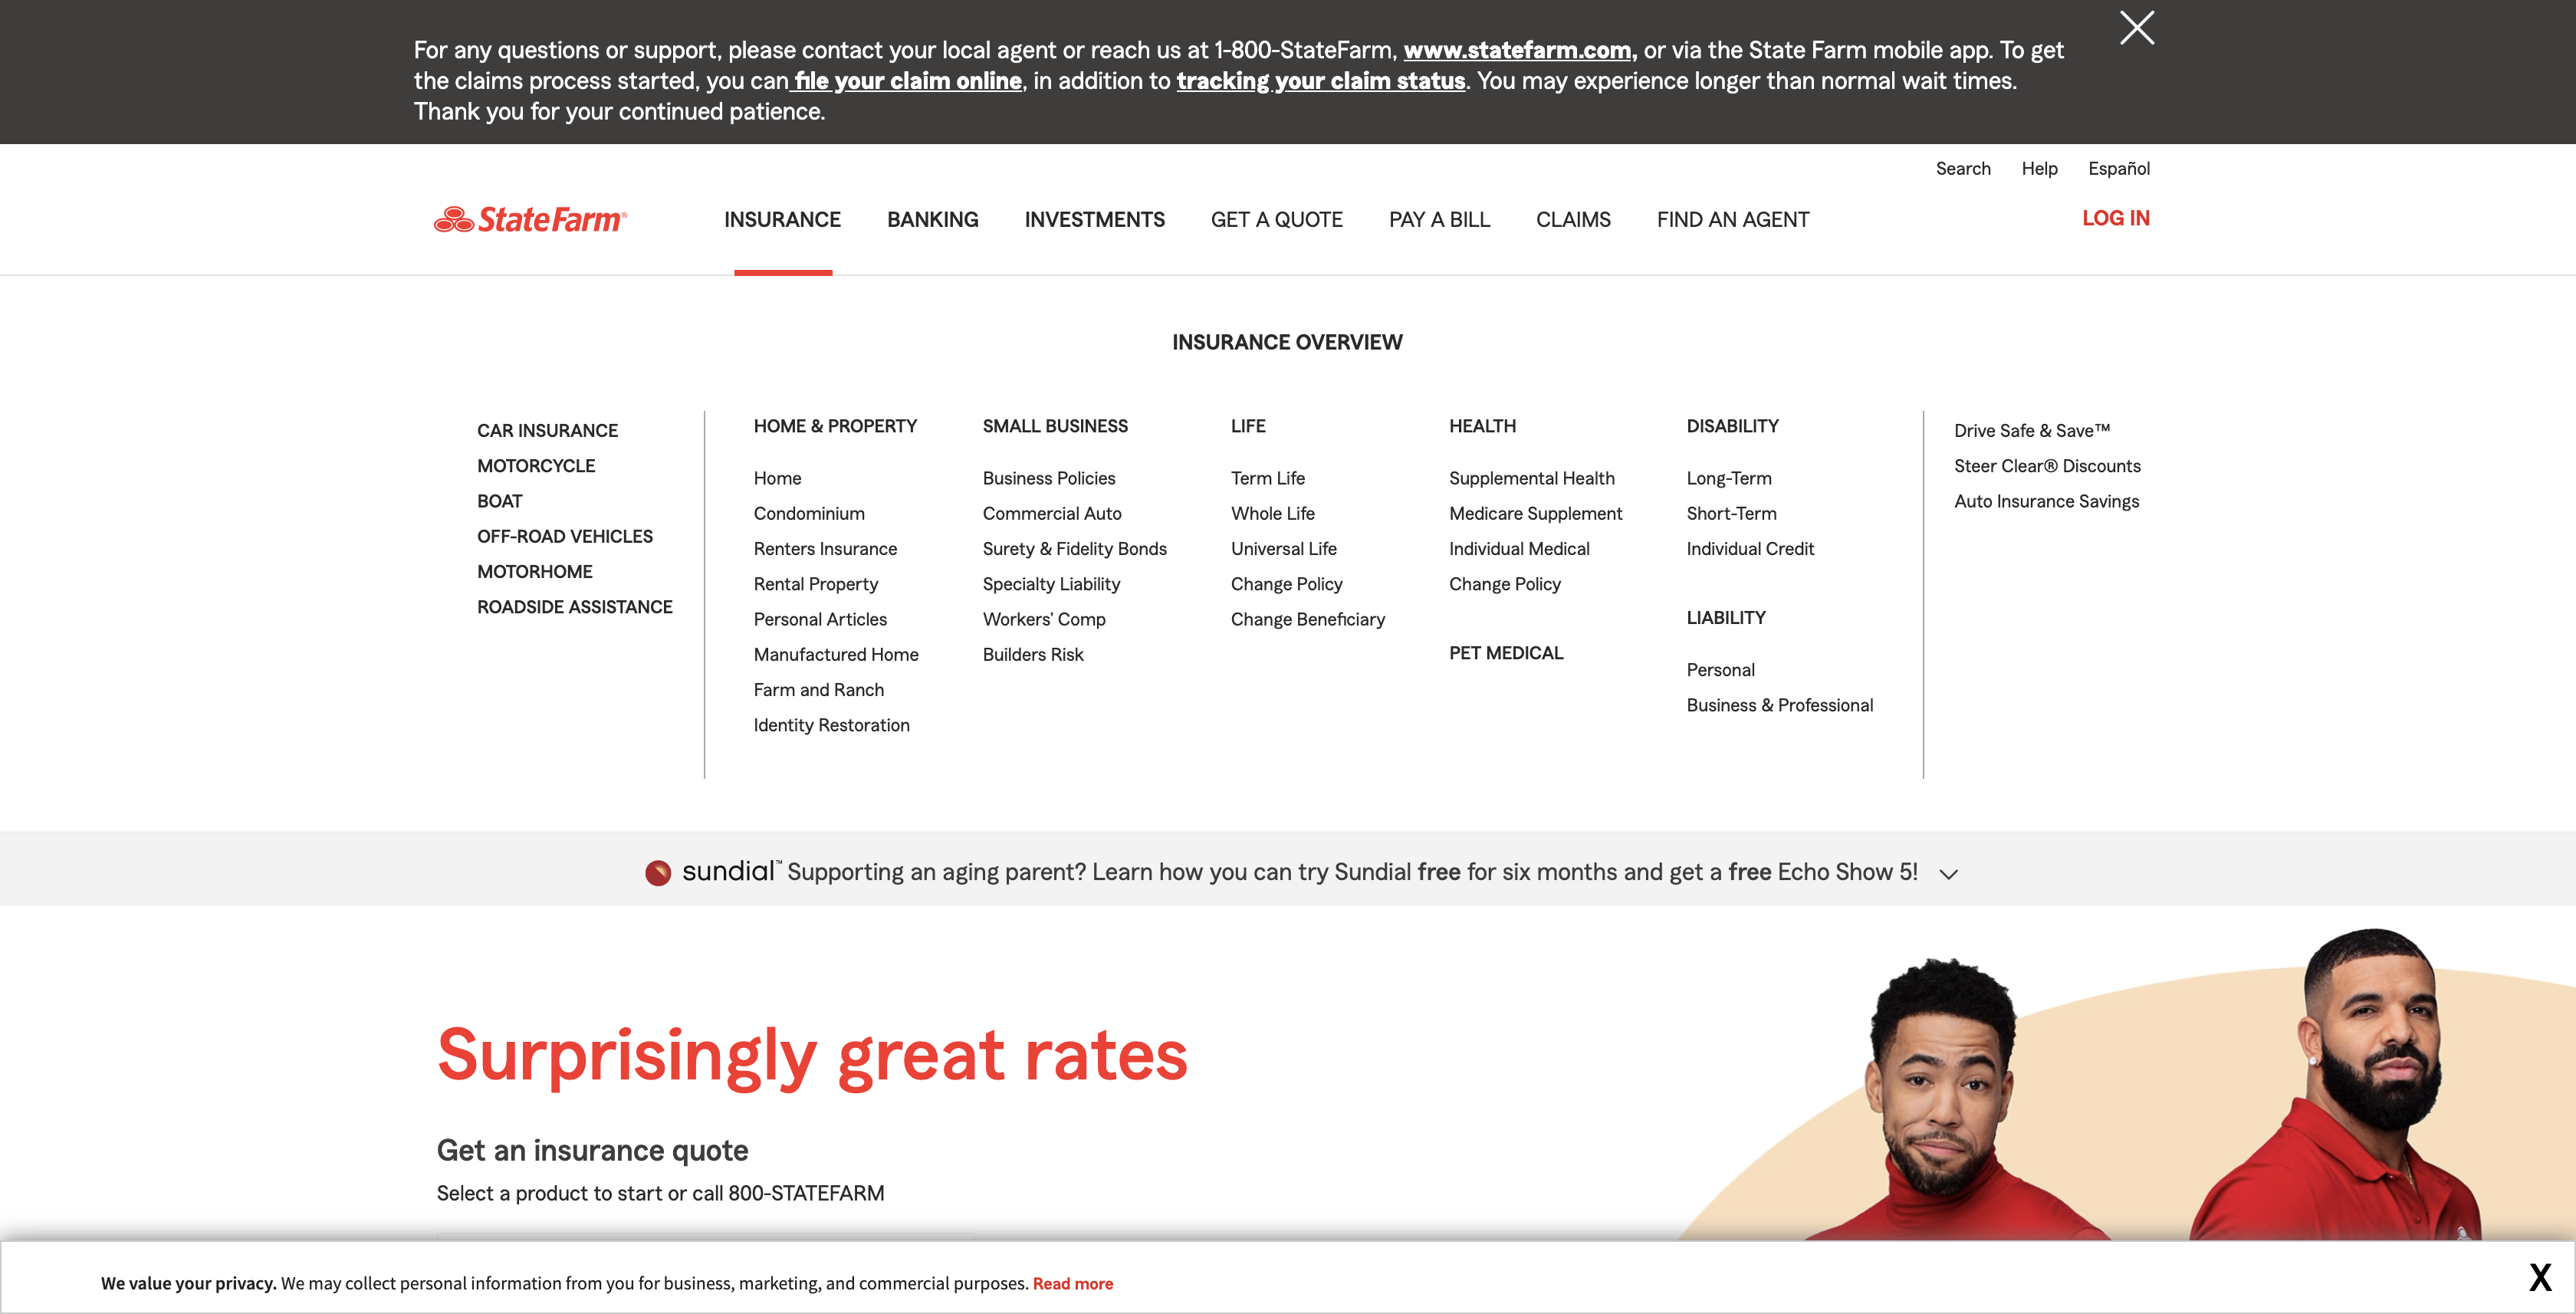 For any questions or support, please contact your local agent or reach us at 1-800-StateFarm, www.statefarm.com, or via the State Farm mobile app. To get
the claims process started, you can file your claim online, in addition to tracking your claim status. You may experience longer than normal wait times.
Thank you for your continued patience.
Search Help Español
StateFarm® INSURANCE BANKING INVESTMENTS GET A QUOTE PAY A BILL CLAIMS FIND AN AGENT LOG IN
INSURANCE OVERVIEW
CAR INSURANCE
MOTORCYCLE
BOAT
OFF-ROAD VEHICLES
MOTORHOME
ROADSIDE ASSISTANCE
HOME & PROPERTY
Home
Condominium
Renters Insurance
Rental Property
Personal Articles
Manufactured Home
Farm and Ranch
Identity Restoration
SMALL BUSINESS
Business Policies
Commercial Auto
Surety & Fidelity Bonds
Specialty Liability
Workers’ Comp
Builders Risk
LIFE
Term Life
Whole Life
Universal Life
Change Policy
Change Beneficiary
HEALTH
Supplemental Health
Medicare Supplement
Individual Medical
Change Policy
PET MEDICAL
DISABILITY
Long-Term
Short-Term
Individual Credit
LIABILITY
Personal
Business & Professional
Drive Safe & Save™
Steer Clear® Discounts
Auto Insurance Savings
sundial™ Supporting an aging parent? Learn how you can try Sundial free for six months and get a free Echo Show 5!
Surprisingly great rates
Get an insurance quote
Select a product to start or call 800-STATEFARM
We value your privacy. We may collect personal information from you for business, marketing, and commercial purposes. Read more
X